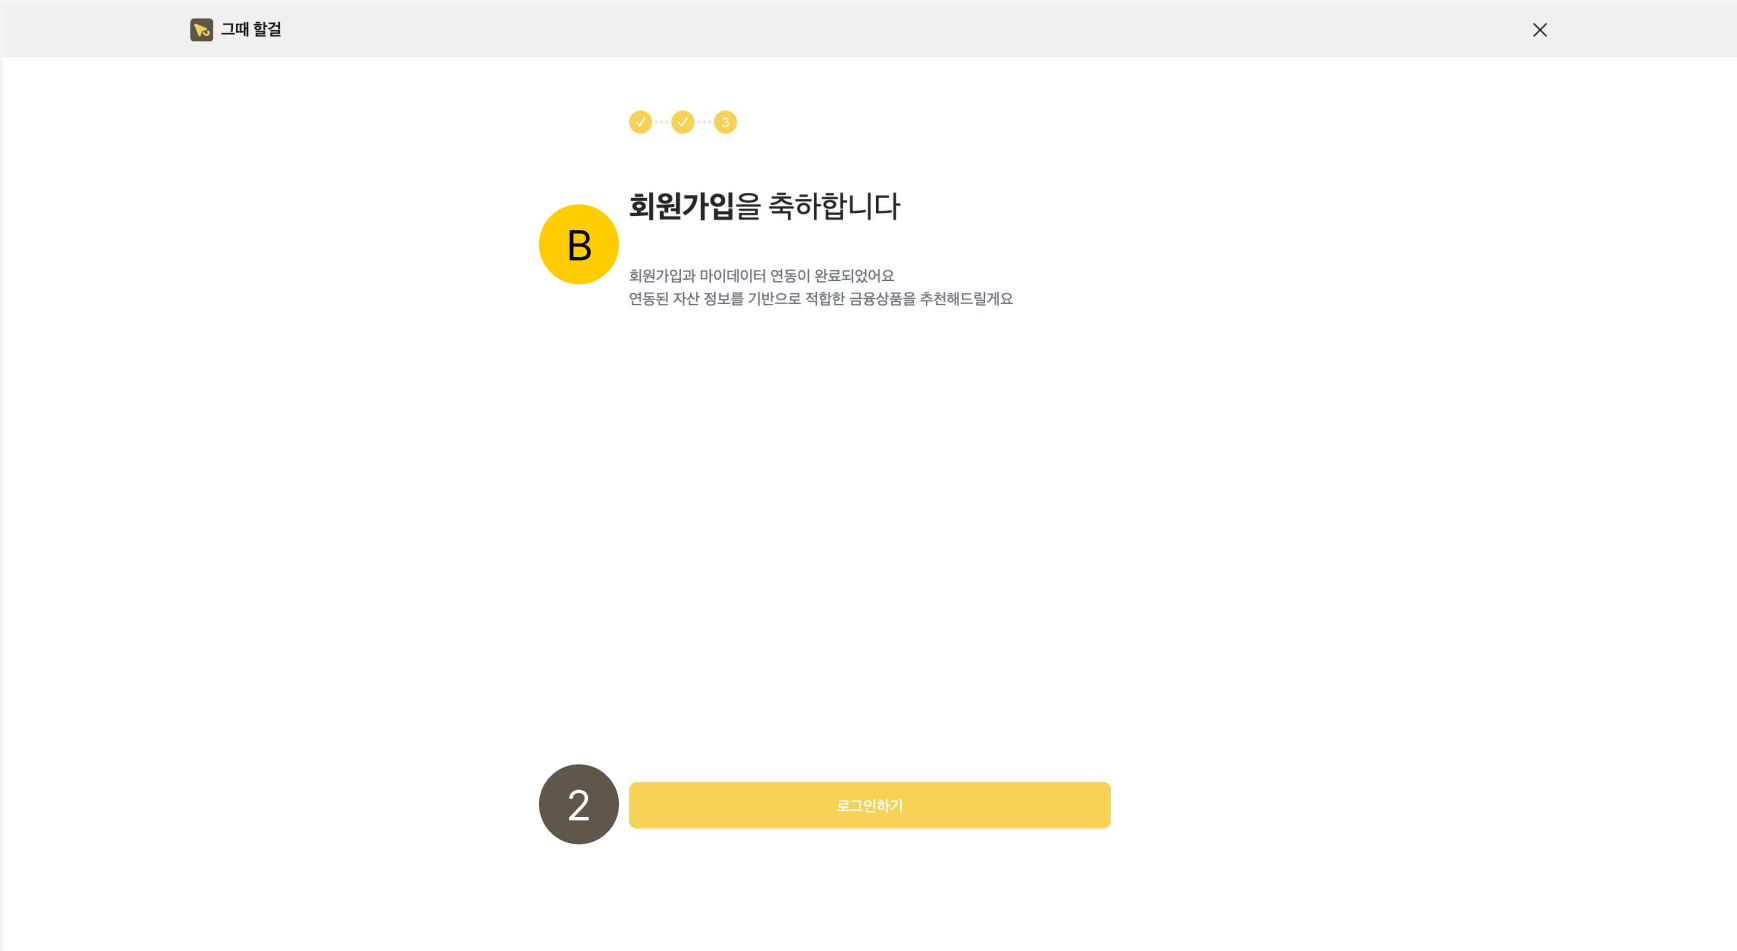 그때 할걸
3
회원가입을 축하합니다
B
회원가입과 마이데이터 연동이 완료되었어요
연동된 자산 정보를 기반으로 적합한 금융상품을 추천해드릴게요
2
로그인하기